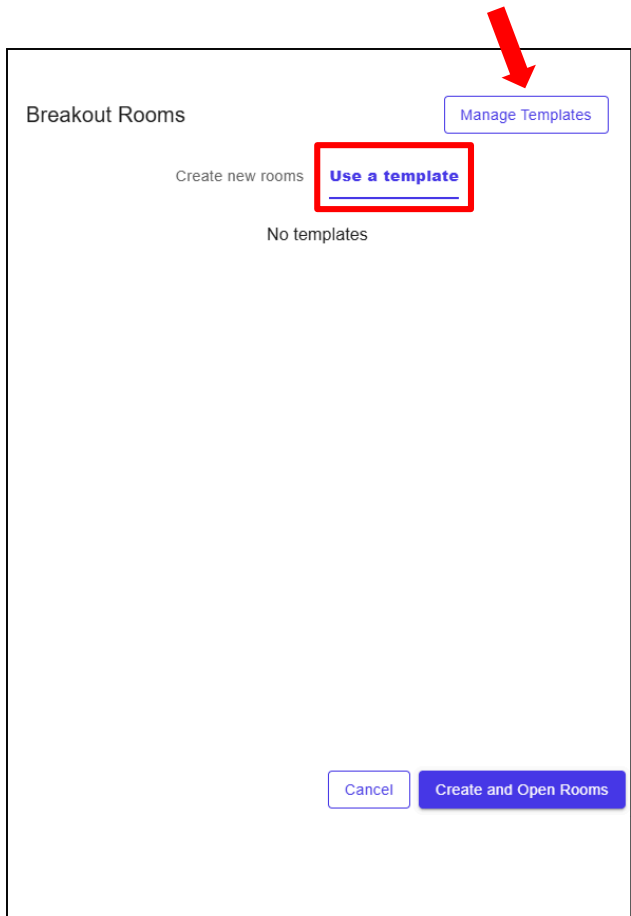 Breakout Rooms
Manage Templates
Create new rooms
Use a template
No templates
Cancel
Create and Open Rooms